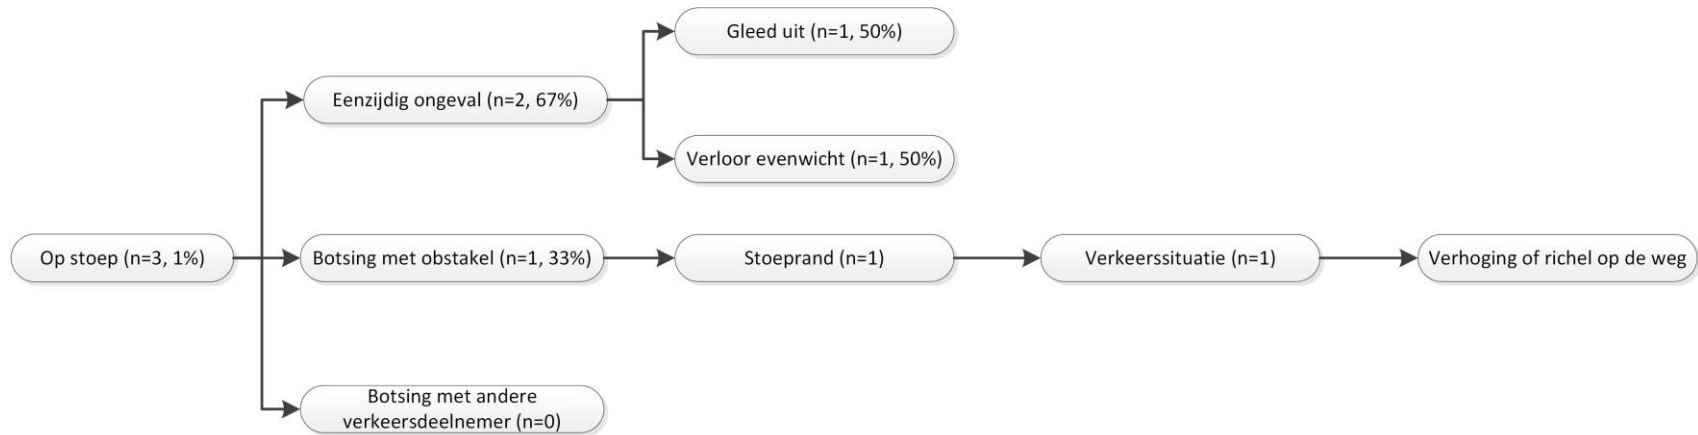 Gleed uit (n=1, 50%)
Eenzijdig ongeval (n=2, 67%)
Verloor evenwicht (n=1, 50%)
Op stoep (n=3, 1%)
Botsing met obstakel (n=1, 33%)
Stoeprand (n=1)
Verkeerssituatie (n=1)
Verhoging of richel op de weg
Botsing met andere
verkeersdeelnemer (n=0)